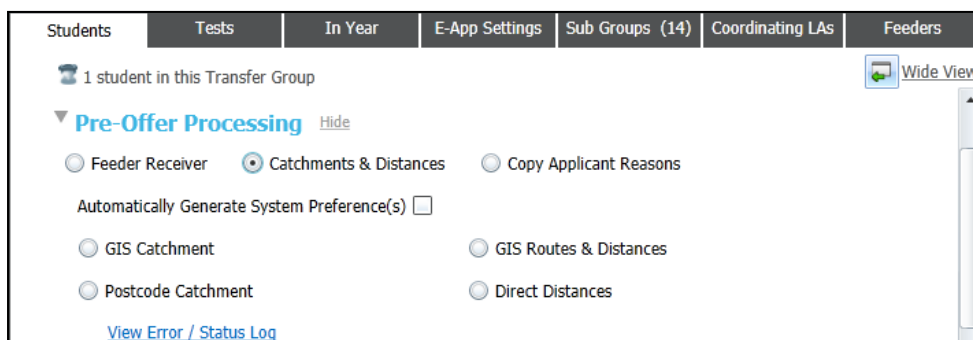 Students Tests In Year E-App Settings Sub Groups (14) Coordinating LAs Feeders
1 student in this Transfer Group Wide View
Pre-Offer Processing Hide
Feeder Receiver Catchments & Distances Copy Applicant Reasons
Automatically Generate System Preference(s)
GIS Catchment GIS Routes & Distances
Postcode Catchment Direct Distances
View Error / Status Log